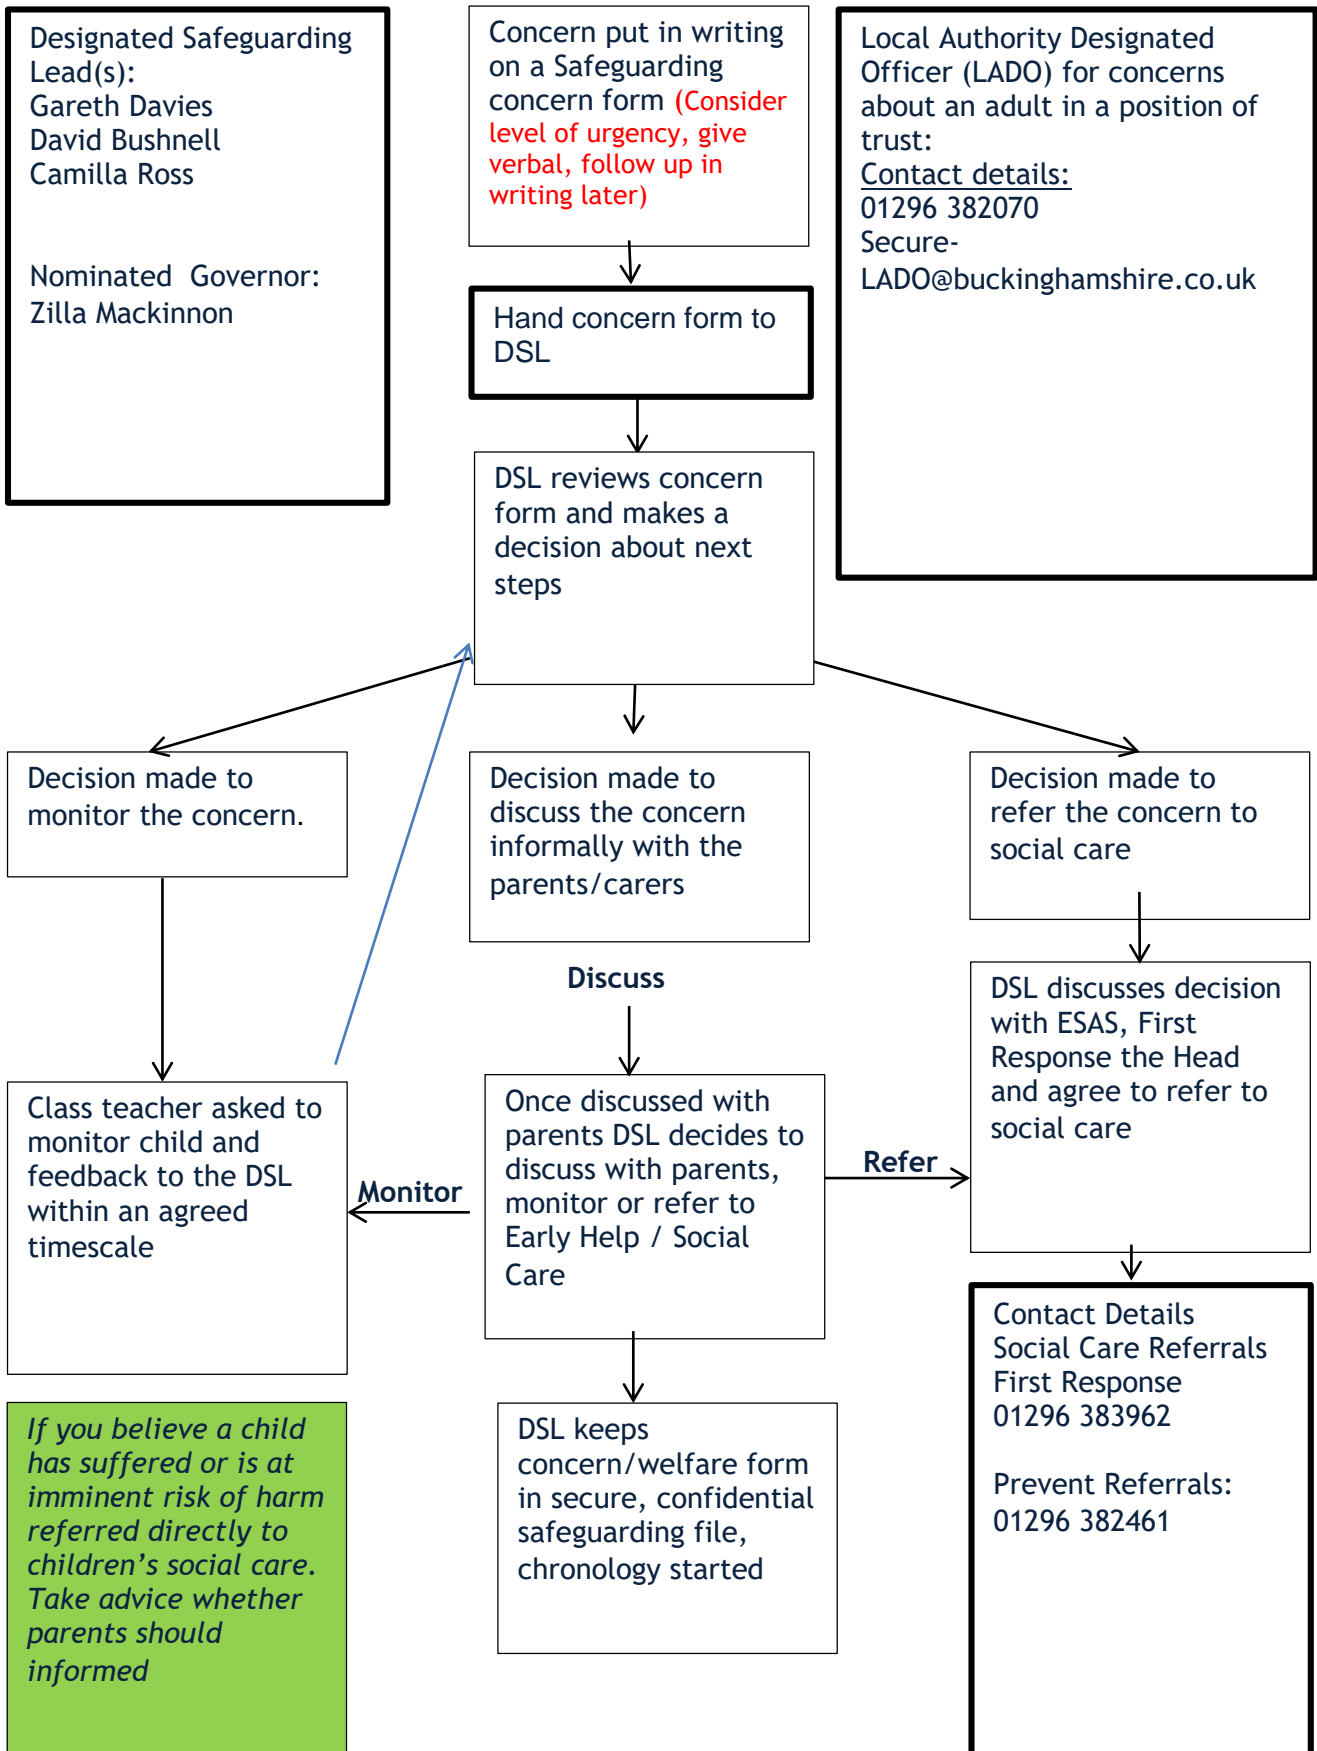 Designated Safeguarding
Lead(s):
Gareth Davies
David Bushnell
Camilla Ross
Nominated  Governor:
Zilla Mackinnon
Concern put in writing
on a Safeguarding
concern form (Consider
level of urgency, give
verbal, follow up in
writing later)
Local Authority Designated
Officer (LADO) for concerns
about an adult in a position of
trust:
Contact details:
01296 382070
Secure-
LADO@buckinghamshire.co.uk
Hand concern form to
DSL
DSL reviews concern
form and makes a
decision about next
steps
Decision made to
monitor the concern.
Decision made to
discuss the concern
informally with the
parents/carers
Decision made to
refer the concern to
social care
Discuss
DSL discusses decision
with ESAS, First
Response the Head
and agree to refer to
social care
Class teacher asked to
monitor child and
feedback to the DSL
within an agreed
timescale
Monitor
Once discussed with
parents DSL decides to
discuss with parents,
monitor or refer to
Early Help / Social
Care
Refer
Contact Details
Social Care Referrals
First Response
01296 383962
Prevent Referrals:
01296 382461
If you believe a child
has suffered or is at
imminent risk of harm
referred directly to
children’s social care.
Take advice whether
parents should
informed
DSL keeps
concern/welfare form
in secure, confidential
safeguarding file,
chronology started